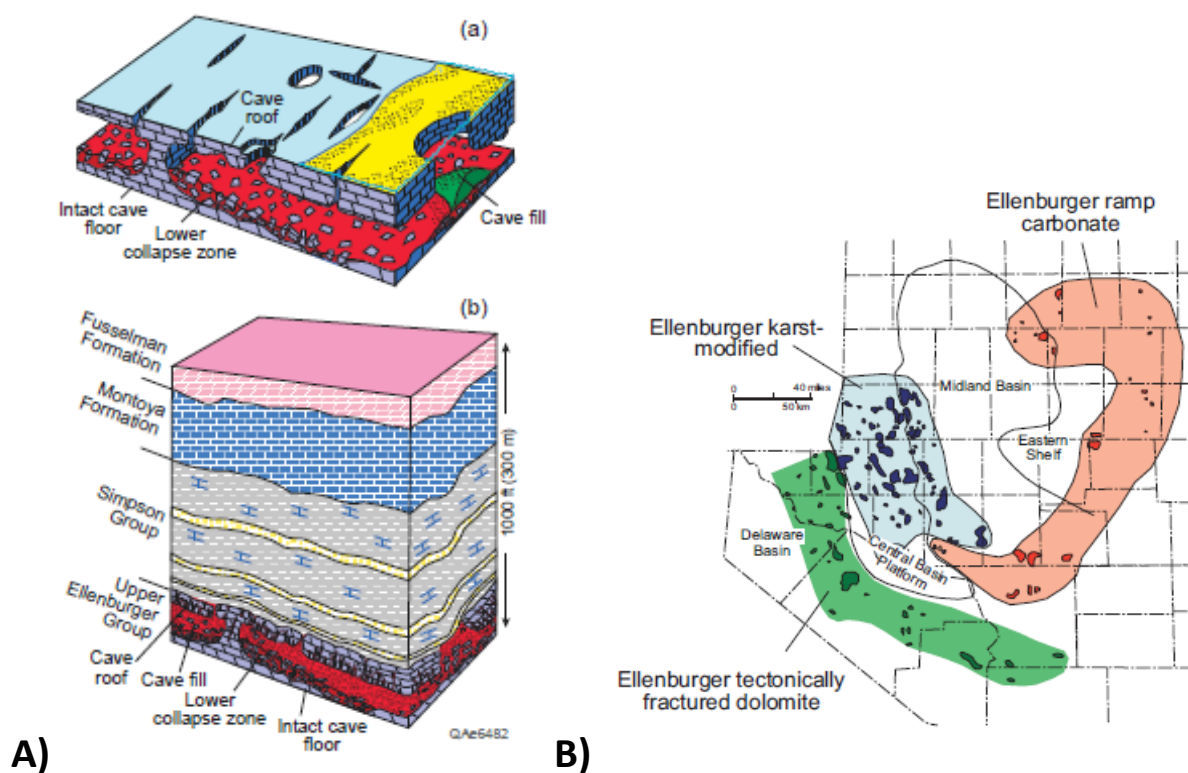 (a)
Cave
roof
Intact cave
floor
Lower
collapse zone
Cave fill
(b)
Fusselman
Formation
Montoya
Formation
Simpson
Group
Upper
Ellenburger
Group
Cave
roof
Cave fill
Lower
collapse zone
Intact cave
floor
1000 ft (300 m)
QAe6482
A)
Ellenburger ramp
carbonate
Ellenburger karst-
modified
0 40 miles
0 50 km
Midland Basin
Eastern
Shelf
Delaware
Basin
Central Basin
Platform
Ellenburger tectonically
fractured dolomite
B)